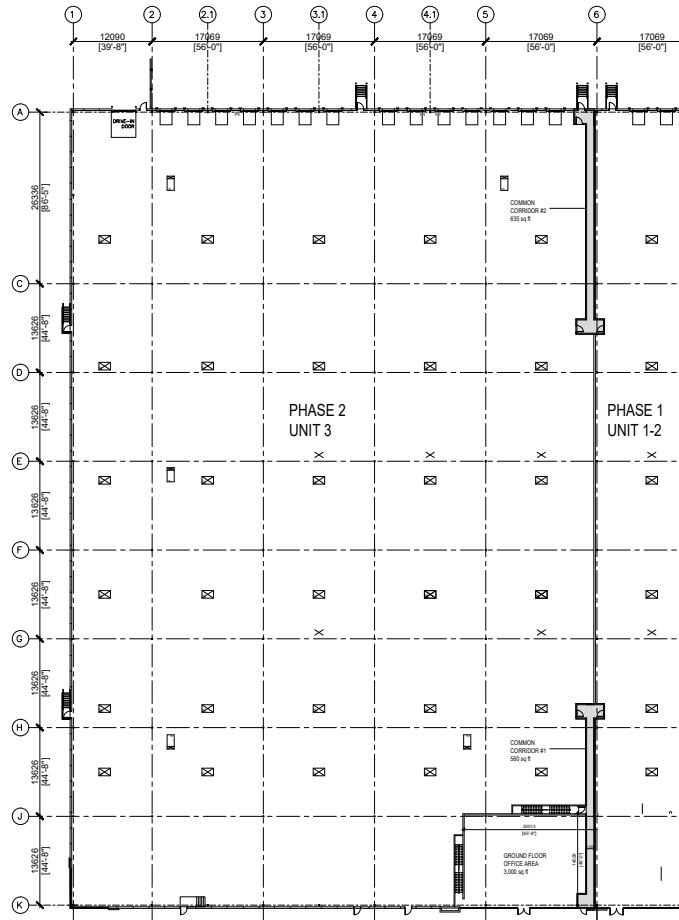 1 2 2.1 3 3.1 4 4.1 5 6
12090 17069 17069 17069 17069 17069
[39'-8"] [56'-0"] [56'-0"] [56'-0"] [56'-0"] [56'-0"]
A
DRIVE-IN
DOOR
26336
[86'-5"]
COMMON
CORRIDOR #2
635 sq ft
C
13626
[44'-8"]
D
13626
[44'-8"]
PHASE 2
UNIT 3
PHASE 1
UNIT 1-2
E
13626
[44'-8"]
F
13626
[44'-8"]
G
13626
[44'-8"]
H
COMMON
CORRIDOR #1
560 sq ft
13626
[44'-8"]
J
20013
13626
[44'-8"]
GROUND FLOOR
OFFICE AREA
3,000 sq ft
K